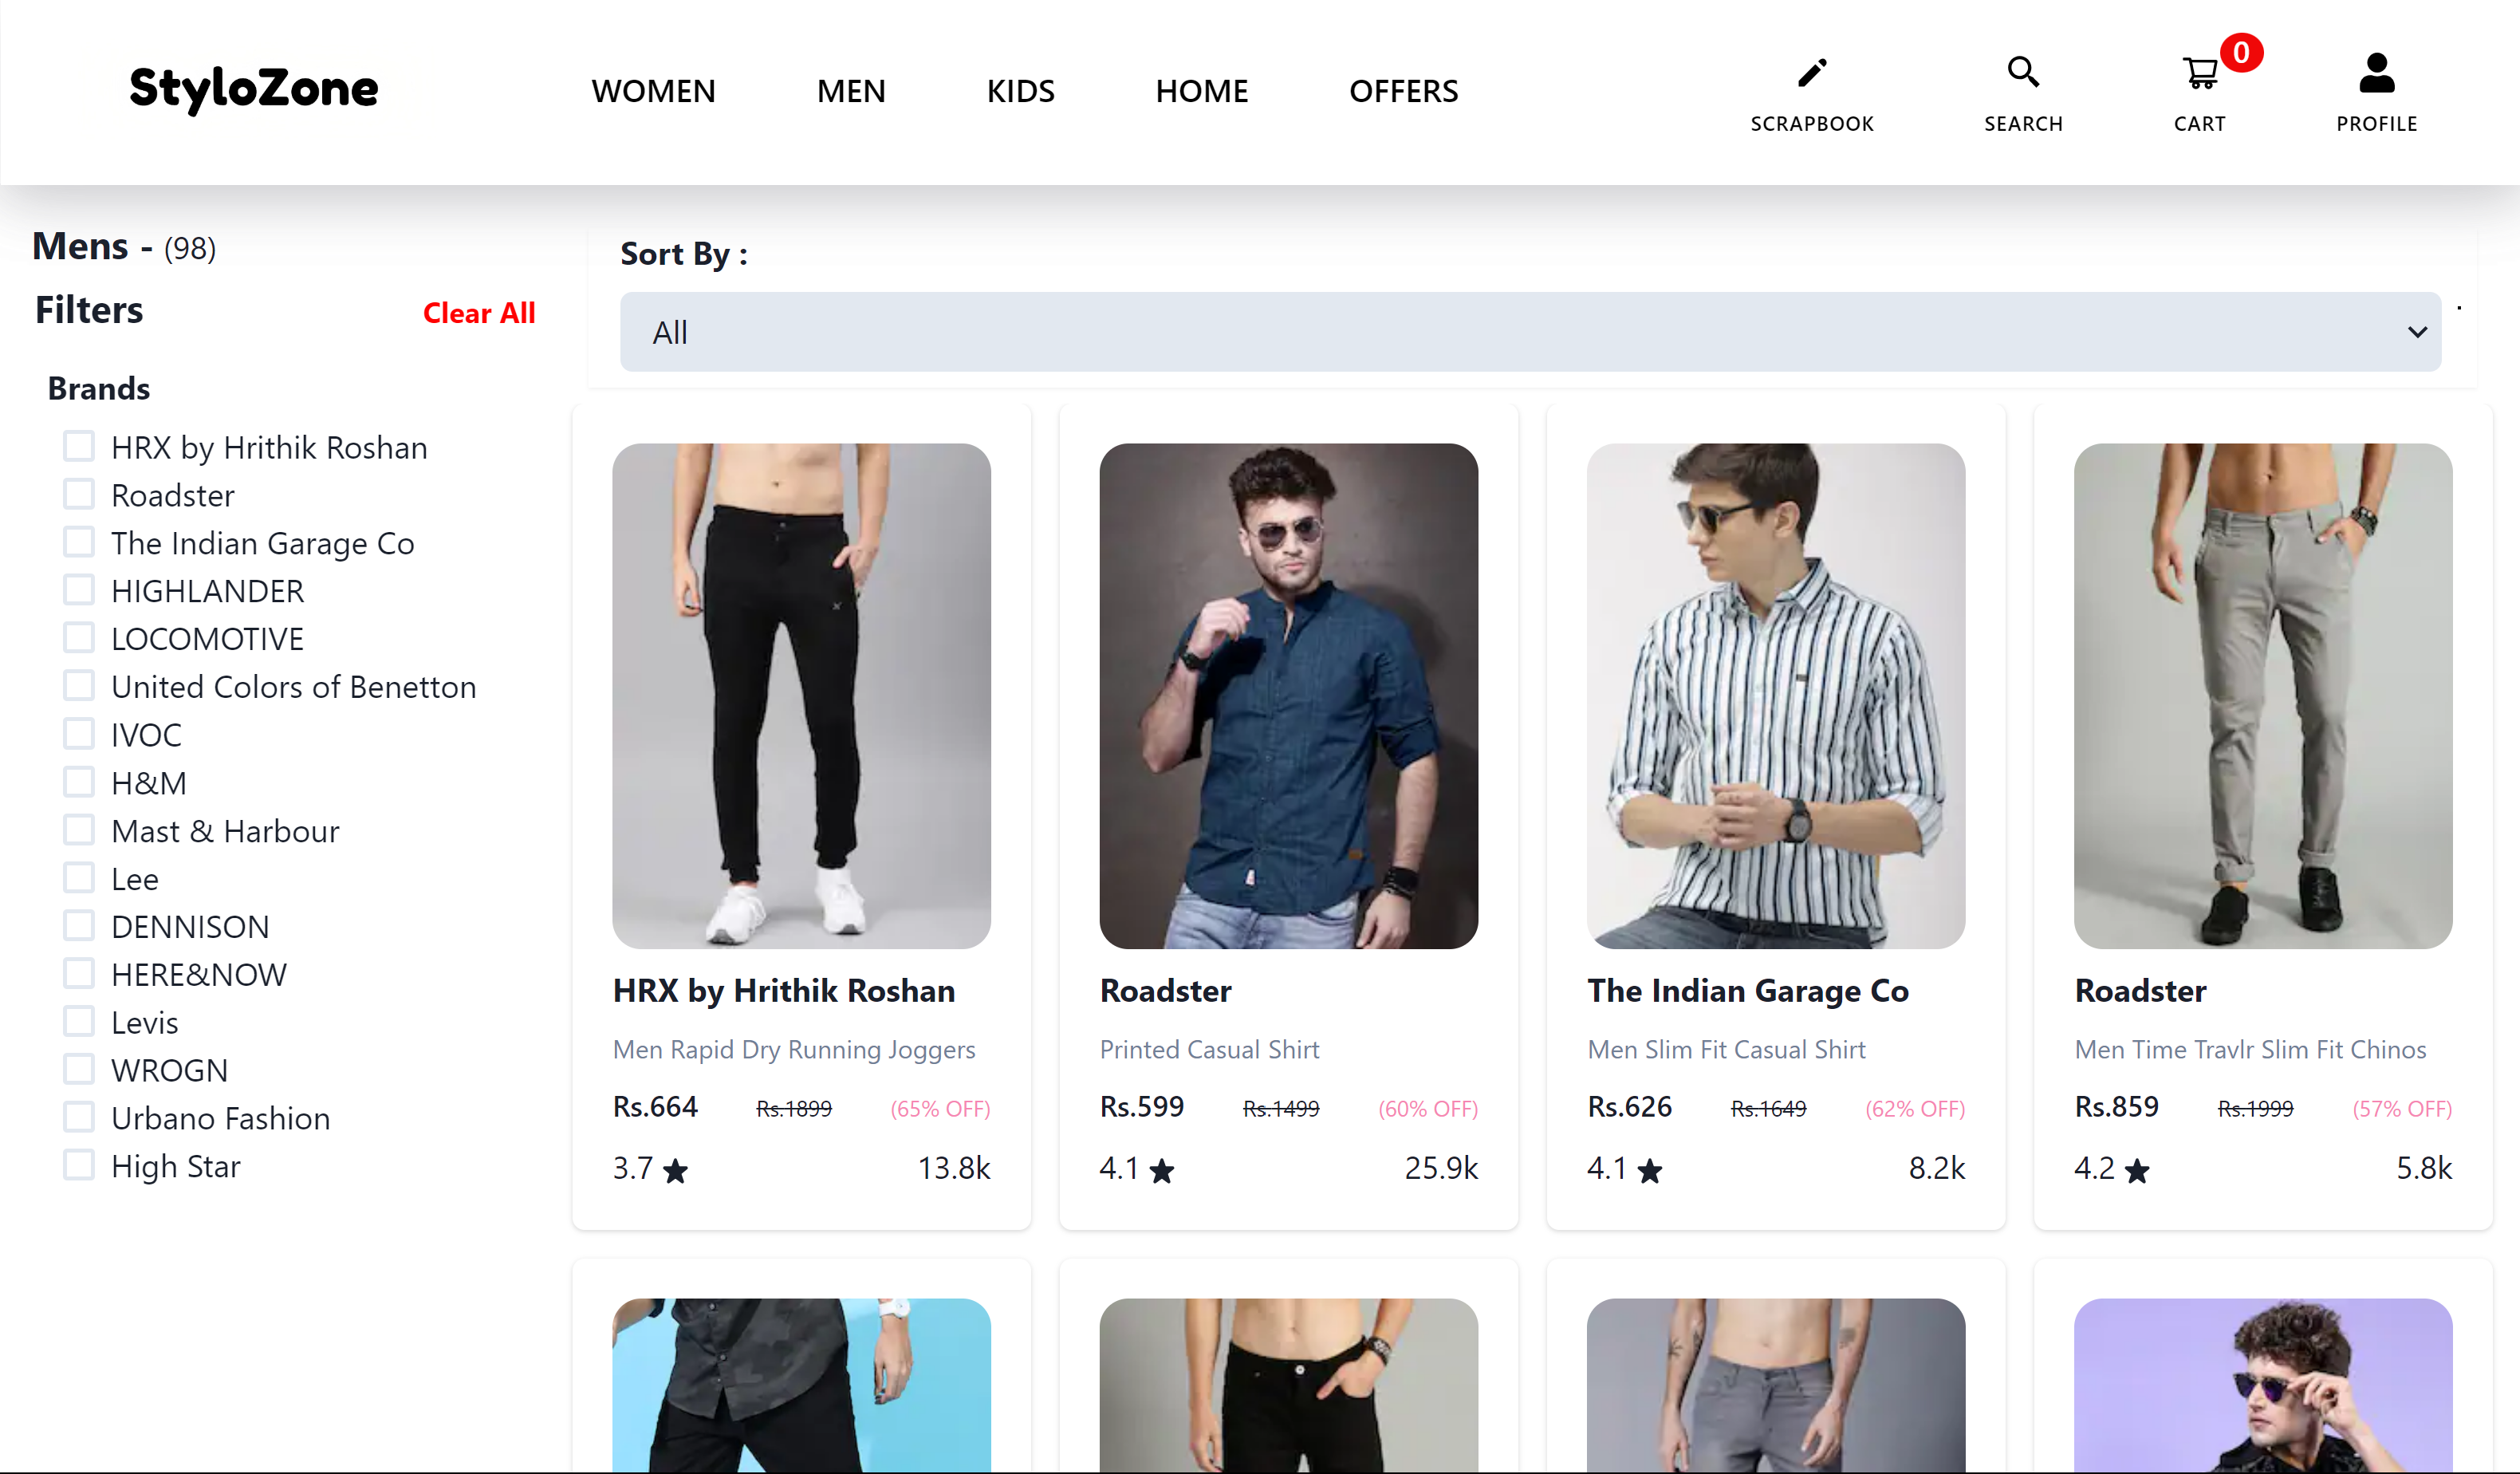 StyloZone
WOMEN MEN KIDS HOME OFFERS
SCRAPBOOK SEARCH 0 CART PROFILE
Mens - (98)
Filters Clear All
Brands
HRX by Hrithik Roshan
Roadster
The Indian Garage Co
HIGHLANDER
LOCOMOTIVE
United Colors of Benetton
IVOC
H&M
Mast & Harbour
Lee
DENNISON
HERE&NOW
Levis
WROGN
Urbano Fashion
High Star
Sort By :
All
HRX by Hrithik Roshan
Men Rapid Dry Running Joggers
Rs.664 Rs.1899 (65% OFF)
3.7 13.8k
Roadster
Printed Casual Shirt
Rs.599 Rs.1499 (60% OFF)
4.1 25.9k
The Indian Garage Co
Men Slim Fit Casual Shirt
Rs.626 Rs.1649 (62% OFF)
4.1 8.2k
Roadster
Men Time Travlr Slim Fit Chinos
Rs.859 Rs.1999 (57% OFF)
4.2 5.8k